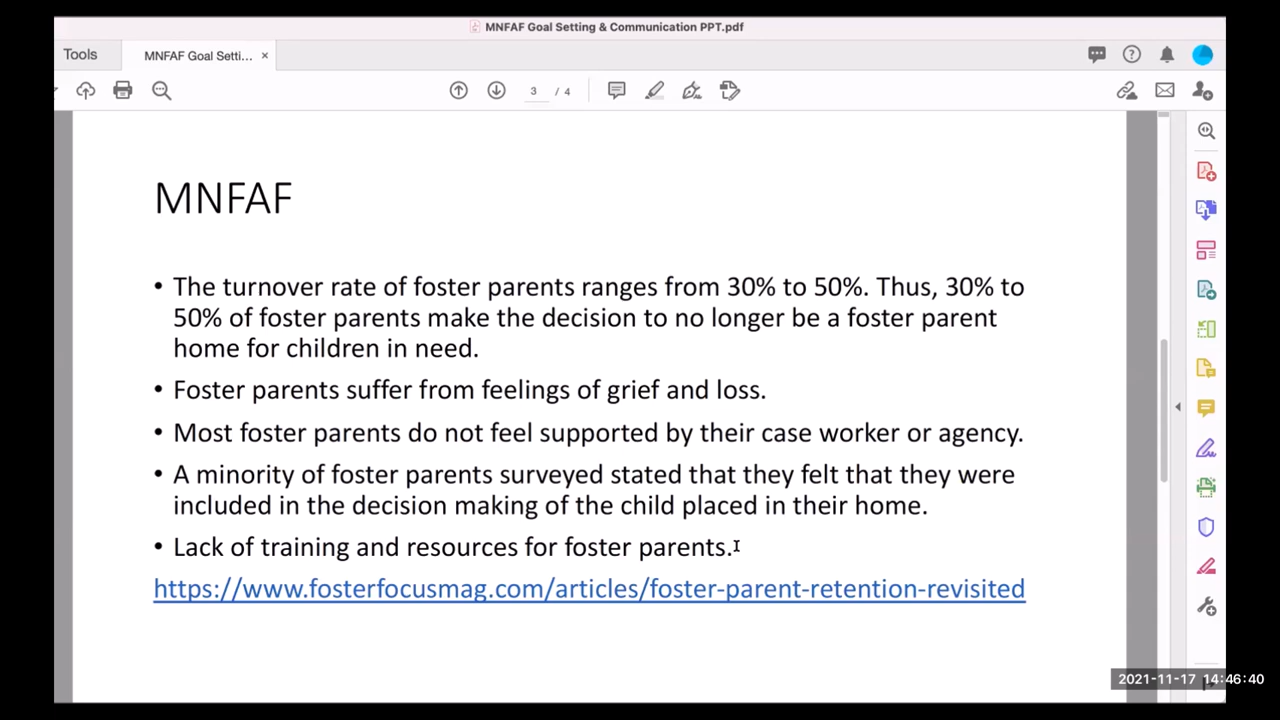 MNFAF Goal Setting & Communication PPT.pdf
Tools
MNFAF Goal Setti... ×
3 / 4
MNFAF
• The turnover rate of foster parents ranges from 30% to 50%. Thus, 30% to
50% of foster parents make the decision to no longer be a foster parent
home for children in need.
• Foster parents suffer from feelings of grief and loss.
• Most foster parents do not feel supported by their case worker or agency.
• A minority of foster parents surveyed stated that they felt that they were
included in the decision making of the child placed in their home.
• Lack of training and resources for foster parents.
https://www.fosterfocusmag.com/articles/foster-parent-retention-revisited
2021-11-17 14:46:40